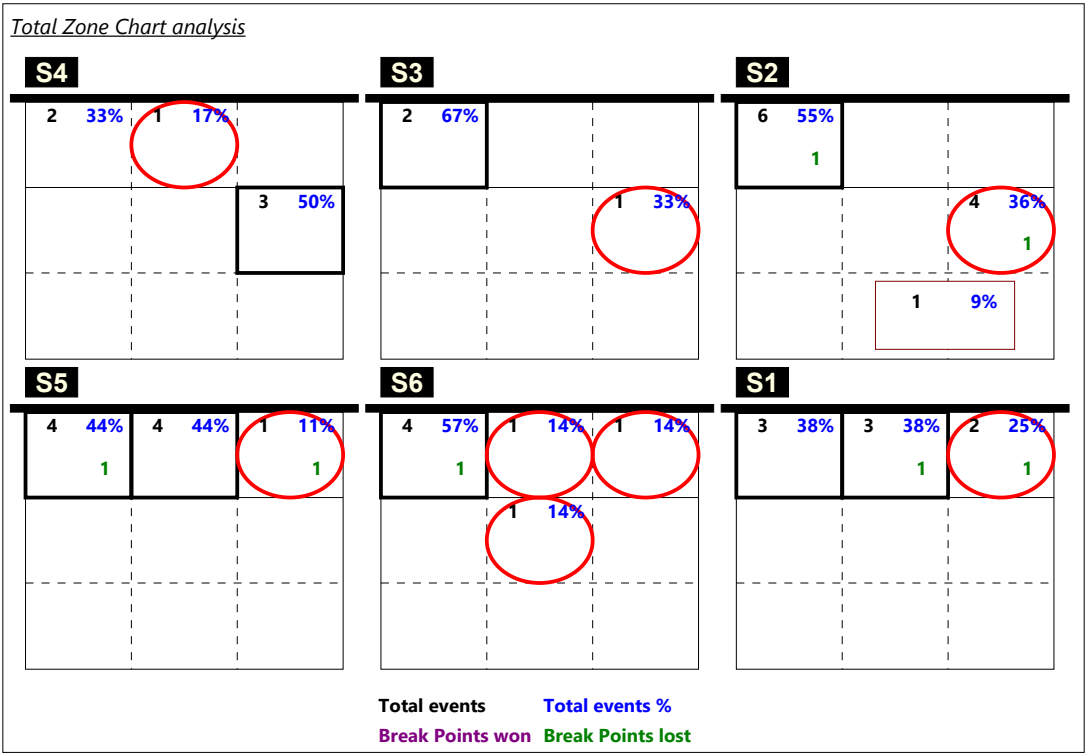 Total Zone Chart analysis
S4 S3 S2
2 33% 1 17% 2 67% 6 55%
1
3 50% 1 33% 4 36%
1
1 9%
S5 S6 S1
4 44% 4 44% 1 11% 4 57% 1 14% 1 14% 3 38% 3 38% 2 25%
1 1 1 1 1
1 14%
Total events Total events %
Break Points won Break Points lost